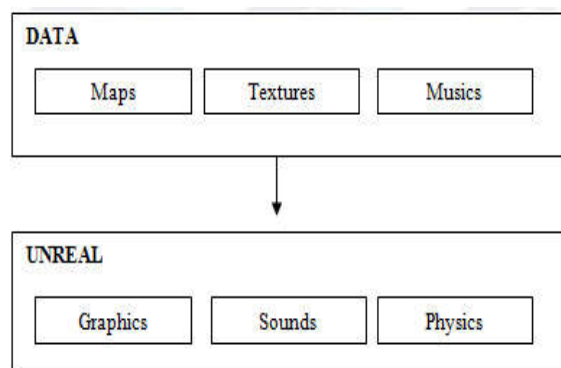 DATA
Maps Textures Musics
UNREAL
Graphics Sounds Physics